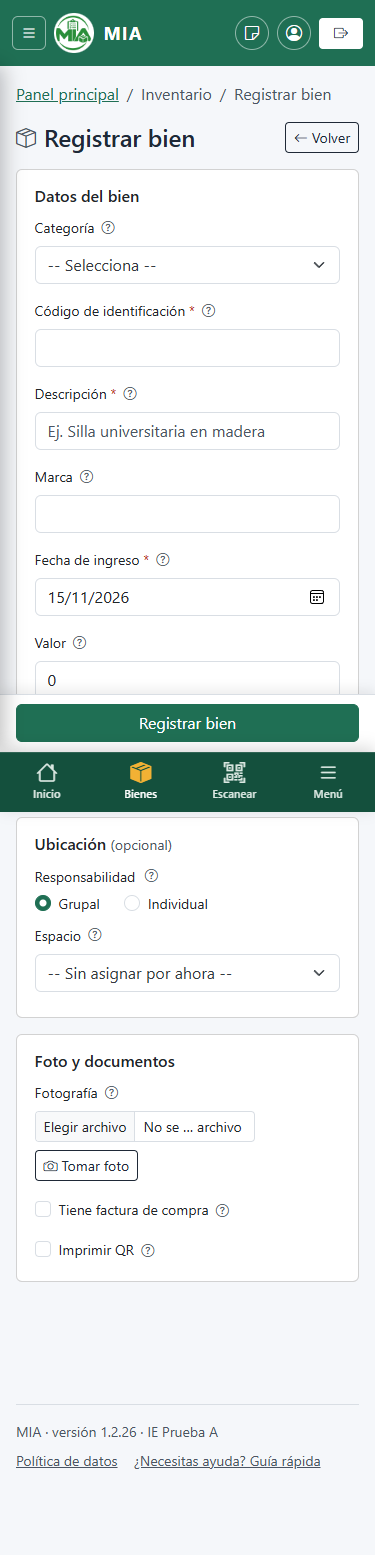 MIA
MIA
Panel principal / Inventario / Registrar bien
Registrar bien
← Volver
Datos del bien
Categoría ?
-- Selecciona --
Código de identificación * ?
Descripción * ?
Ej. Silla universitaria en madera
Marca ?
Fecha de ingreso * ?
15/11/2026
Valor ?
0
Registrar bien
Inicio
Bienes
Escanear
Menú
Ubicación (opcional)
Responsabilidad ?
Grupal
Individual
Espacio ?
-- Sin asignar por ahora --
Foto y documentos
Fotografía ?
Elegir archivo No se ... archivo
Tomar foto
Tiene factura de compra ?
Imprimir QR ?
MIA · versión 1.2.26 · IE Prueba A
Política de datos ¿Necesitas ayuda? Guía rápida